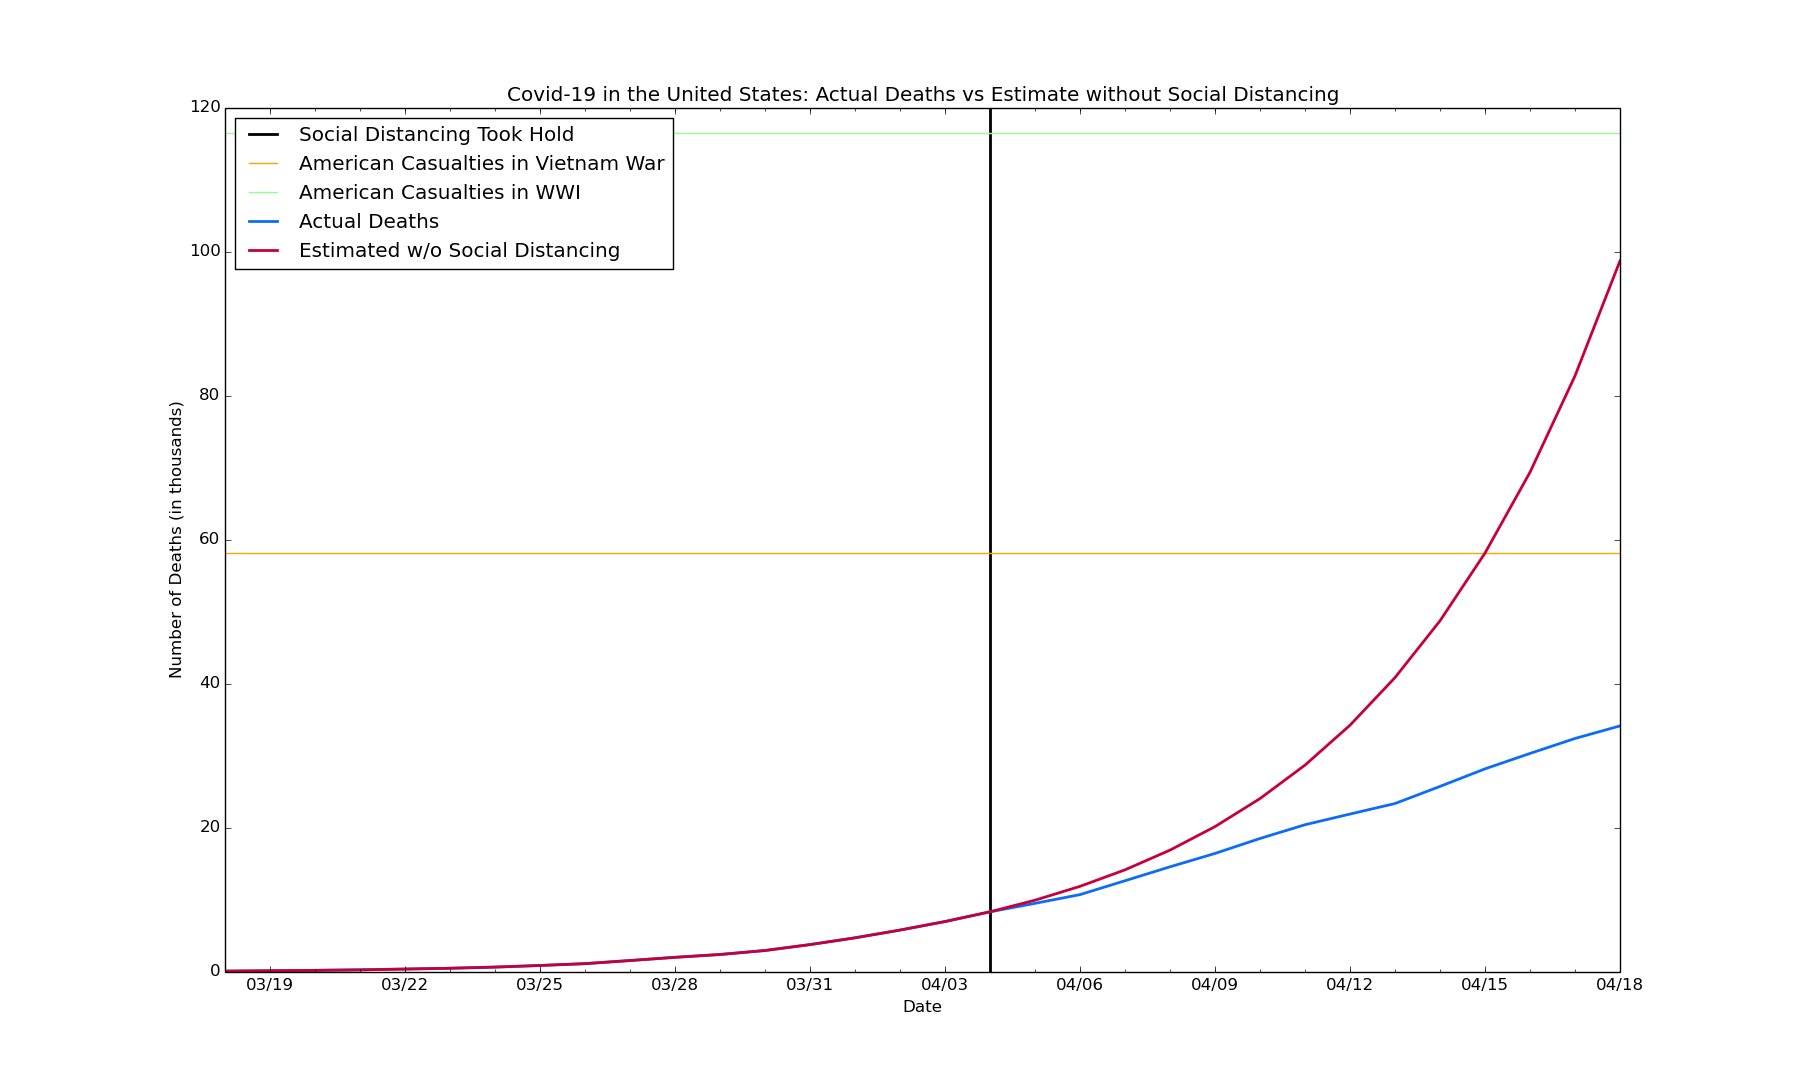 Covid-19 in the United States: Actual Deaths vs Estimate without Social Distancing
Social Distancing Took Hold
American Casualties in Vietnam War
American Casualties in WWI
Actual Deaths
Estimated w/o Social Distancing
120
100
80
60
40
20
0
Number of Deaths (in thousands)
03/19 03/22 03/25 03/28 03/31 04/03 04/06 04/09 04/12 04/15 04/18
Date